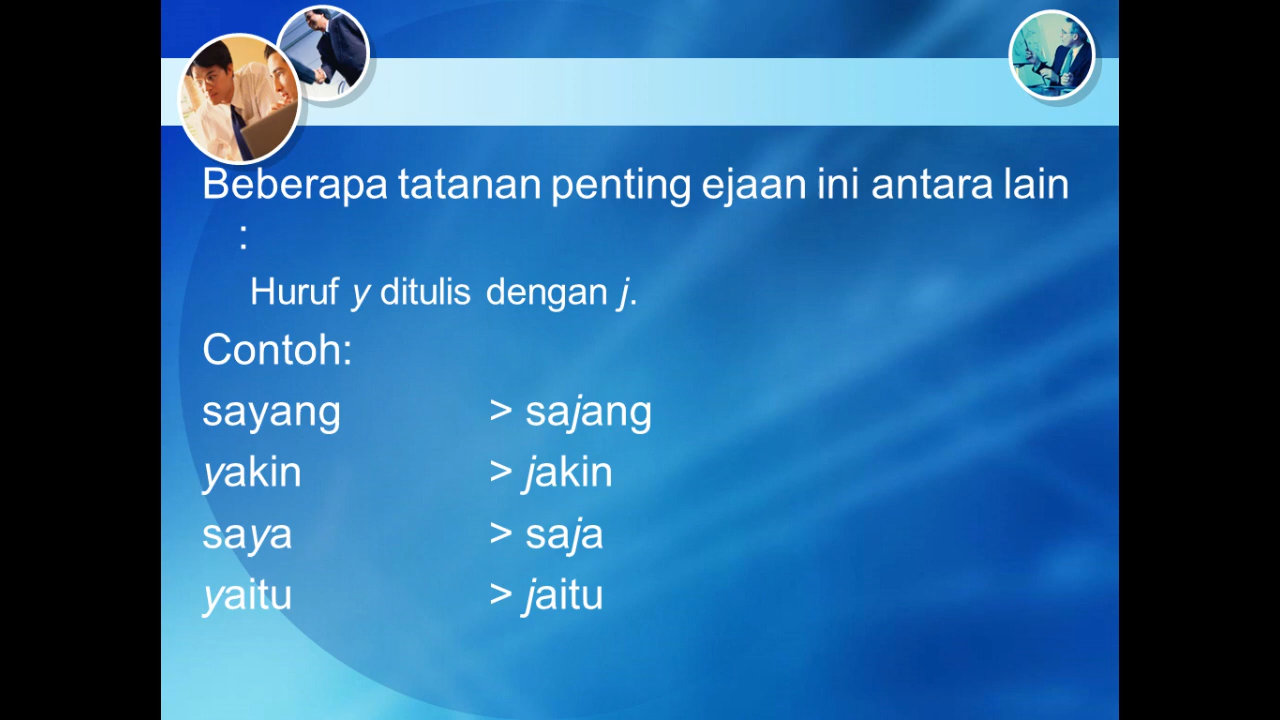 Beberapa tatanan penting ejaan ini antara lain
:
Huruf y ditulis dengan j.
Contoh:
sayang > sajang
yakin > jakin
saya > saja
yaitu > jaitu